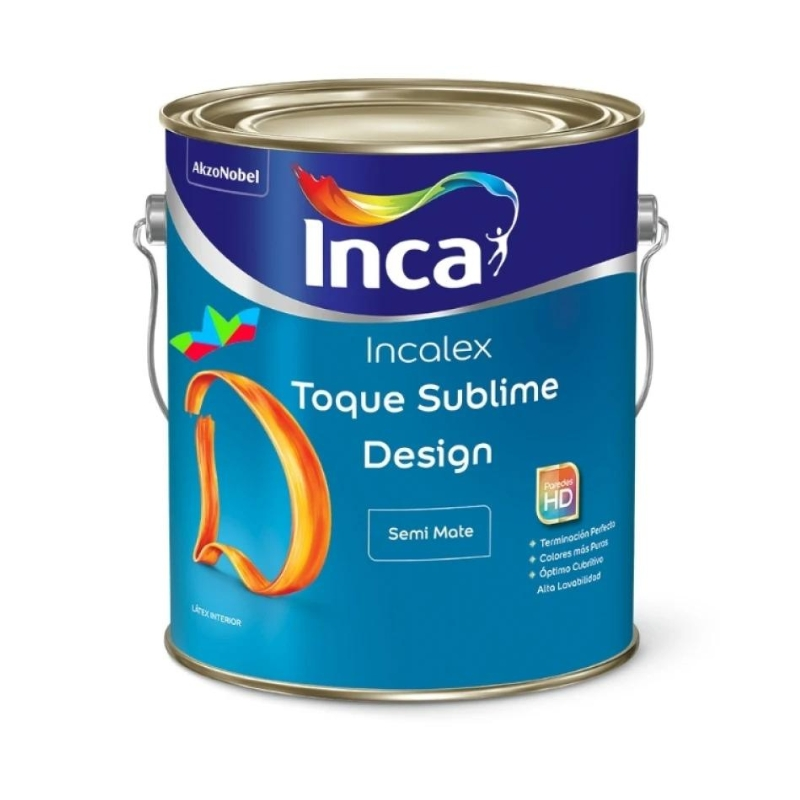 AkzoNobel
Inca
Incalex
Toque Sublime
Design
Semi Mate
Paredes
HD
Terminación Perfecta
Colores más Puros
Óptimo Cubritivo
Alta Lavabilidad
LÁTEX INTERIOR